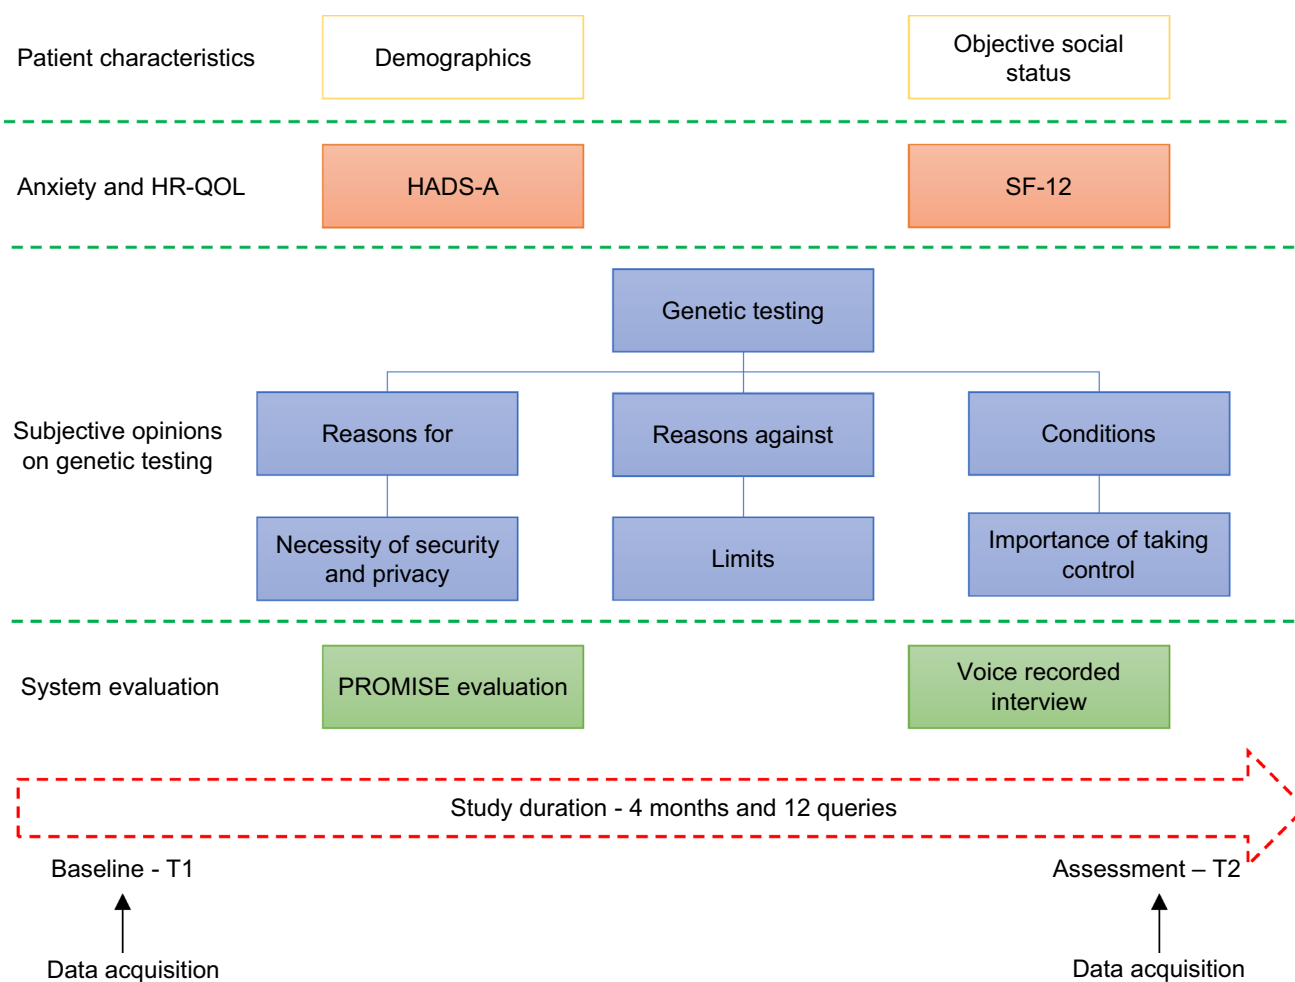 Patient characteristics
Demographics
Objective social
status
Anxiety and HR-QOL
HADS-A
SF-12
Genetic testing
Subjective opinions
on genetic testing
Reasons for
Reasons against
Conditions
Necessity of security
and privacy
Limits
Importance of taking
control
System evaluation
PROMISE evaluation
Voice recorded
interview
Study duration - 4 months and 12 queries
Baseline - T1
Assessment – T2
Data acquisition
Data acquisition